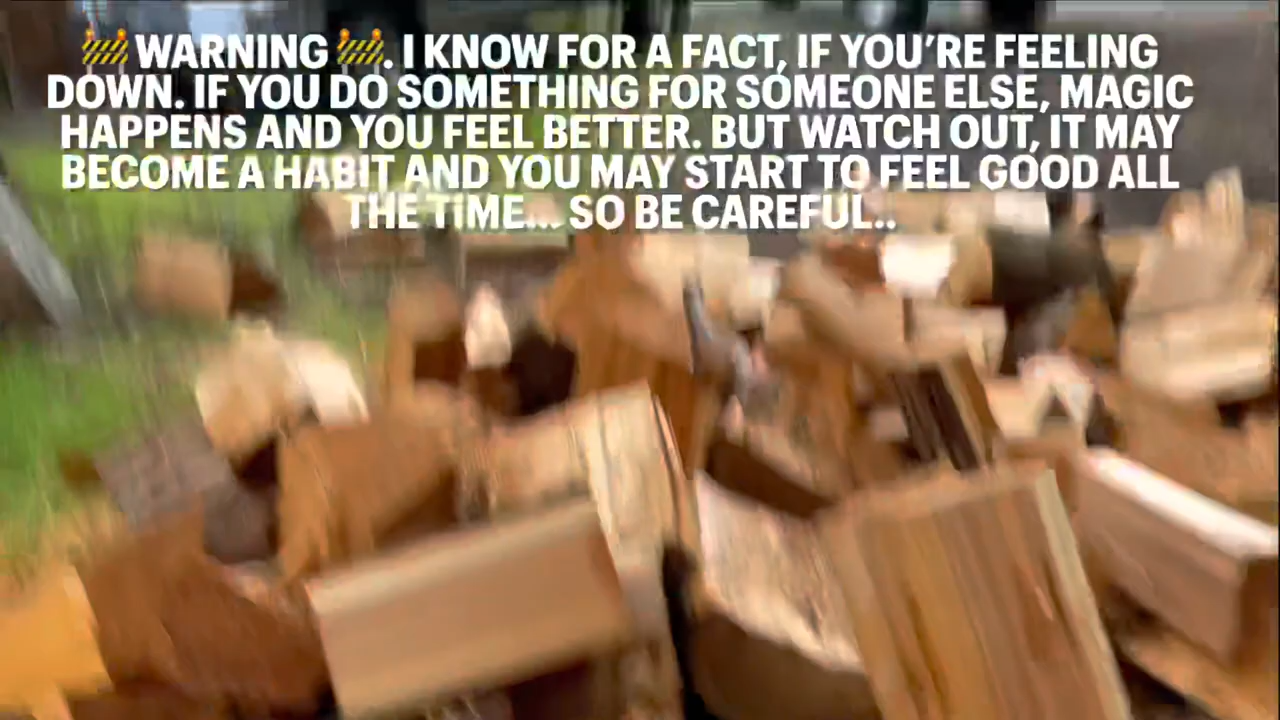 🚧 WARNING 🚧. I KNOW FOR A FACT, IF YOU’RE FEELING
DOWN. IF YOU DO SOMETHING FOR SOMEONE ELSE, MAGIC
HAPPENS AND YOU FEEL BETTER. BUT WATCH OUT, IT MAY
BECOME A HABIT AND YOU MAY START TO FEEL GOOD ALL
THE TIME... SO BE CAREFUL..